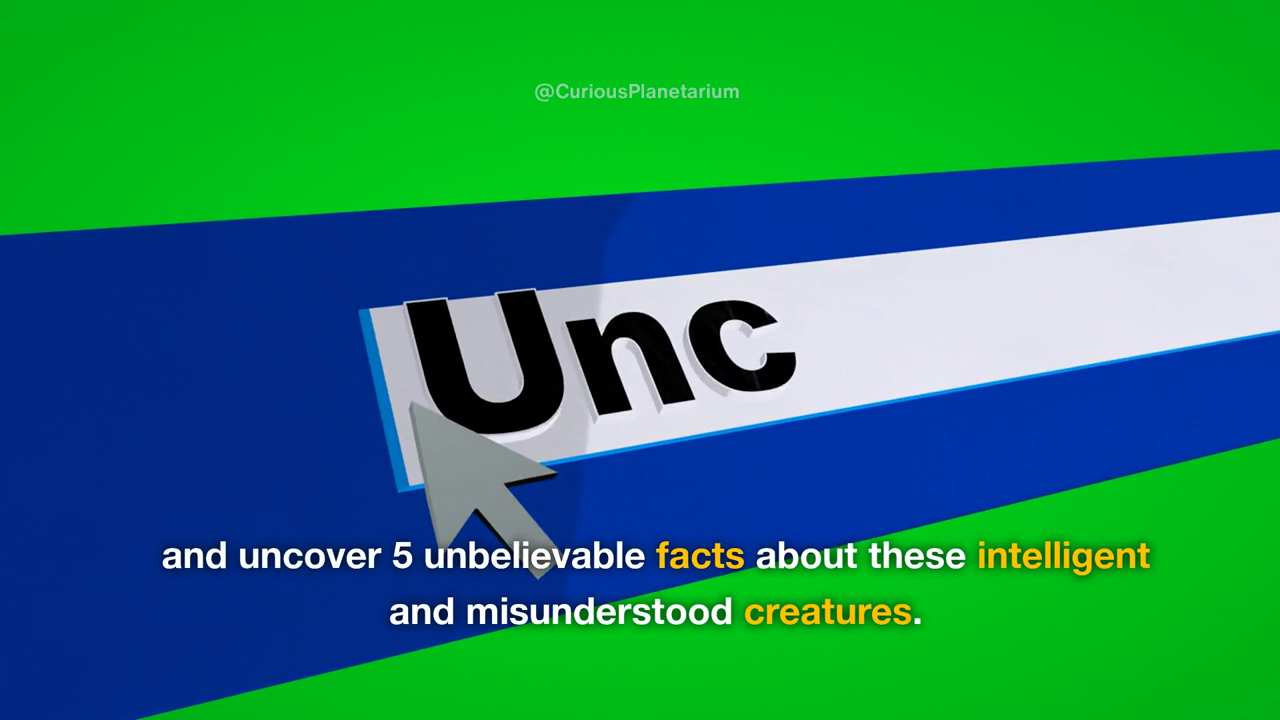 @CuriousPlanetarium
Unc
and uncover 5 unbelievable facts about these intelligent
and misunderstood creatures.